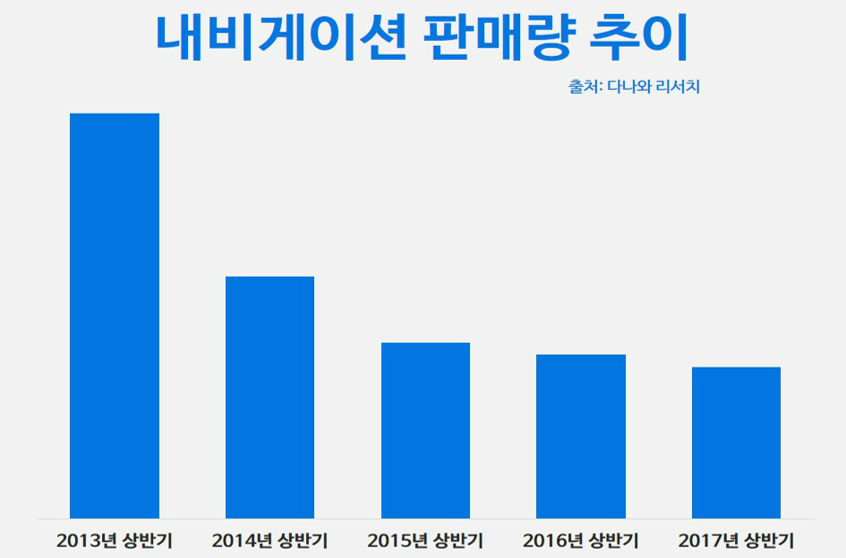 내비게이션 판매량 추이
출처: 다나와 리서치
2013년 상반기 2014년 상반기 2015년 상반기 2016년 상반기 2017년 상반기